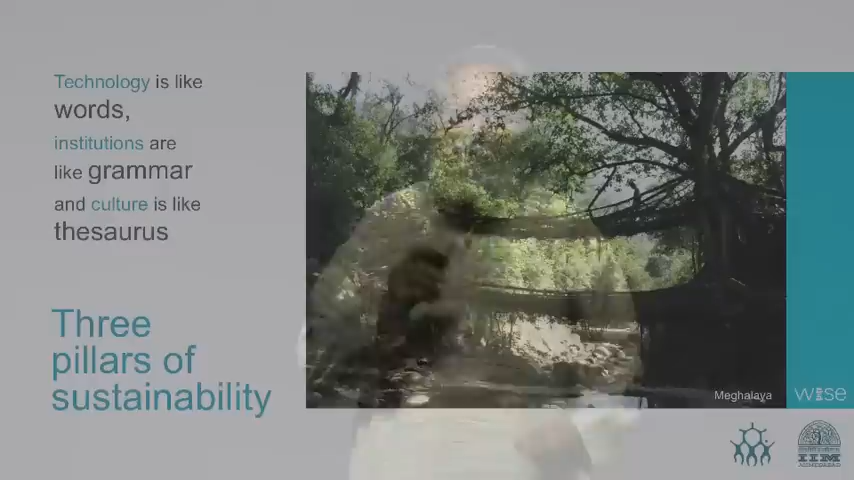 Technology is like
words,
institutions are
like grammar
and culture is like
thesaurus
Three
pillars of
sustainability
Meghalaya
wise
IIM